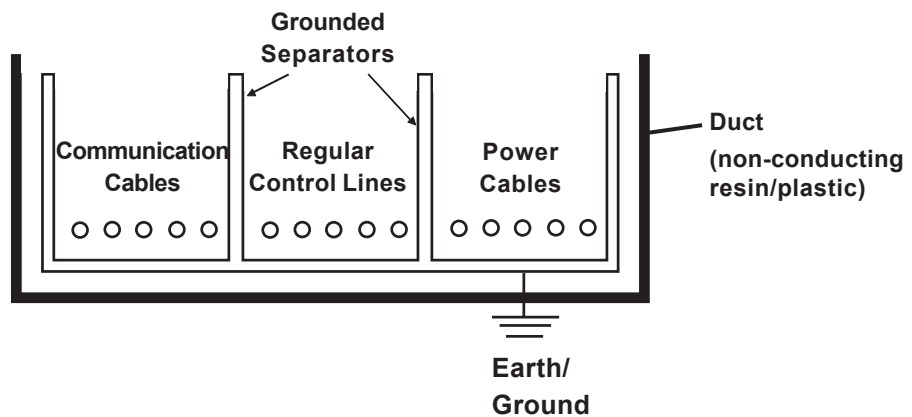 Grounded
Separators
Communication
Cables
Regular
Control Lines
Power
Cables
Duct
(non-conducting
resin/plastic)
Earth/
Ground